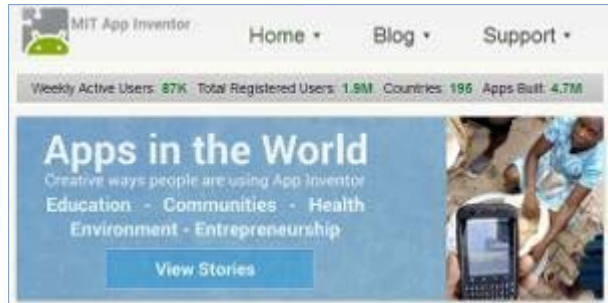 MIT App Inventor
Home Blog Support
Weekly Active Users: 87K Total Registered Users: 1.9M Countries: 195 Apps Built: 4.7M
Apps in the World
Creative ways people are using App Inventor
Education - Communities - Health
Environment - Entrepreneurship
View Stories